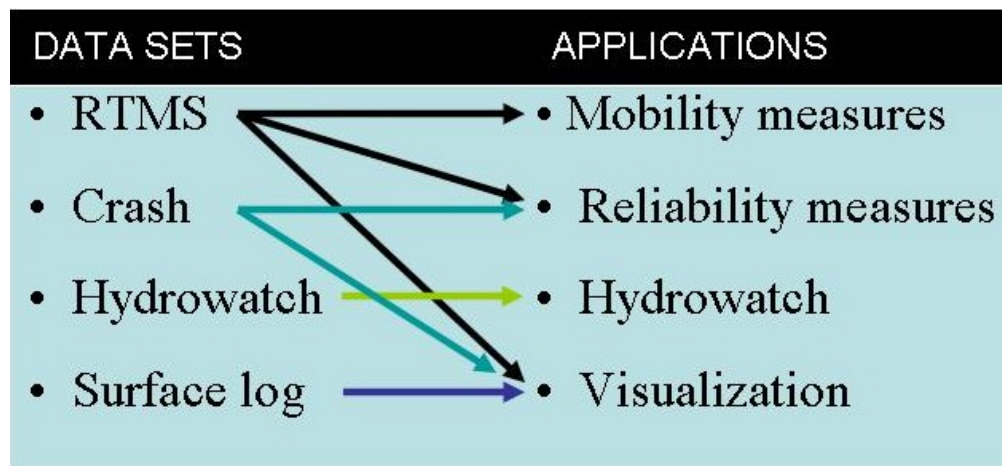 DATA SETS APPLICATIONS
• RTMS • Mobility measures
• Crash • Reliability measures
• Hydrowatch • Hydrowatch
• Surface log • Visualization